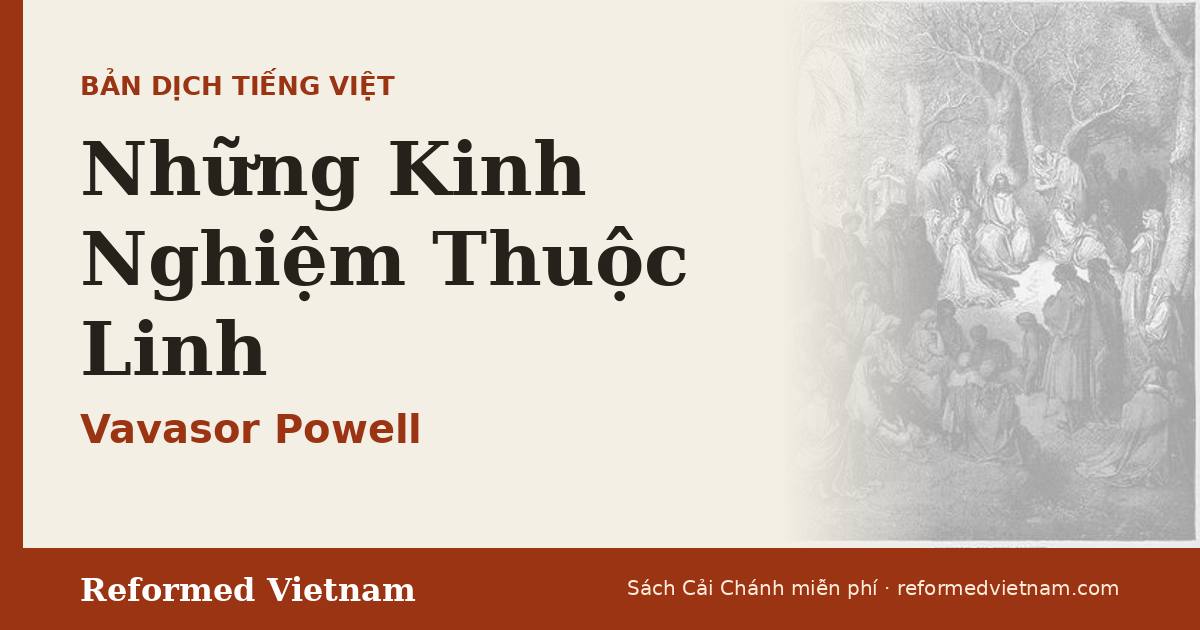 BẢN DỊCH TIẾNG VIỆT
Những Kinh
Nghiệm Thuộc
Linh
Vavasor Powell
Reformed Vietnam
Sách Cải Chánh miễn phí · reformedvietnam.com